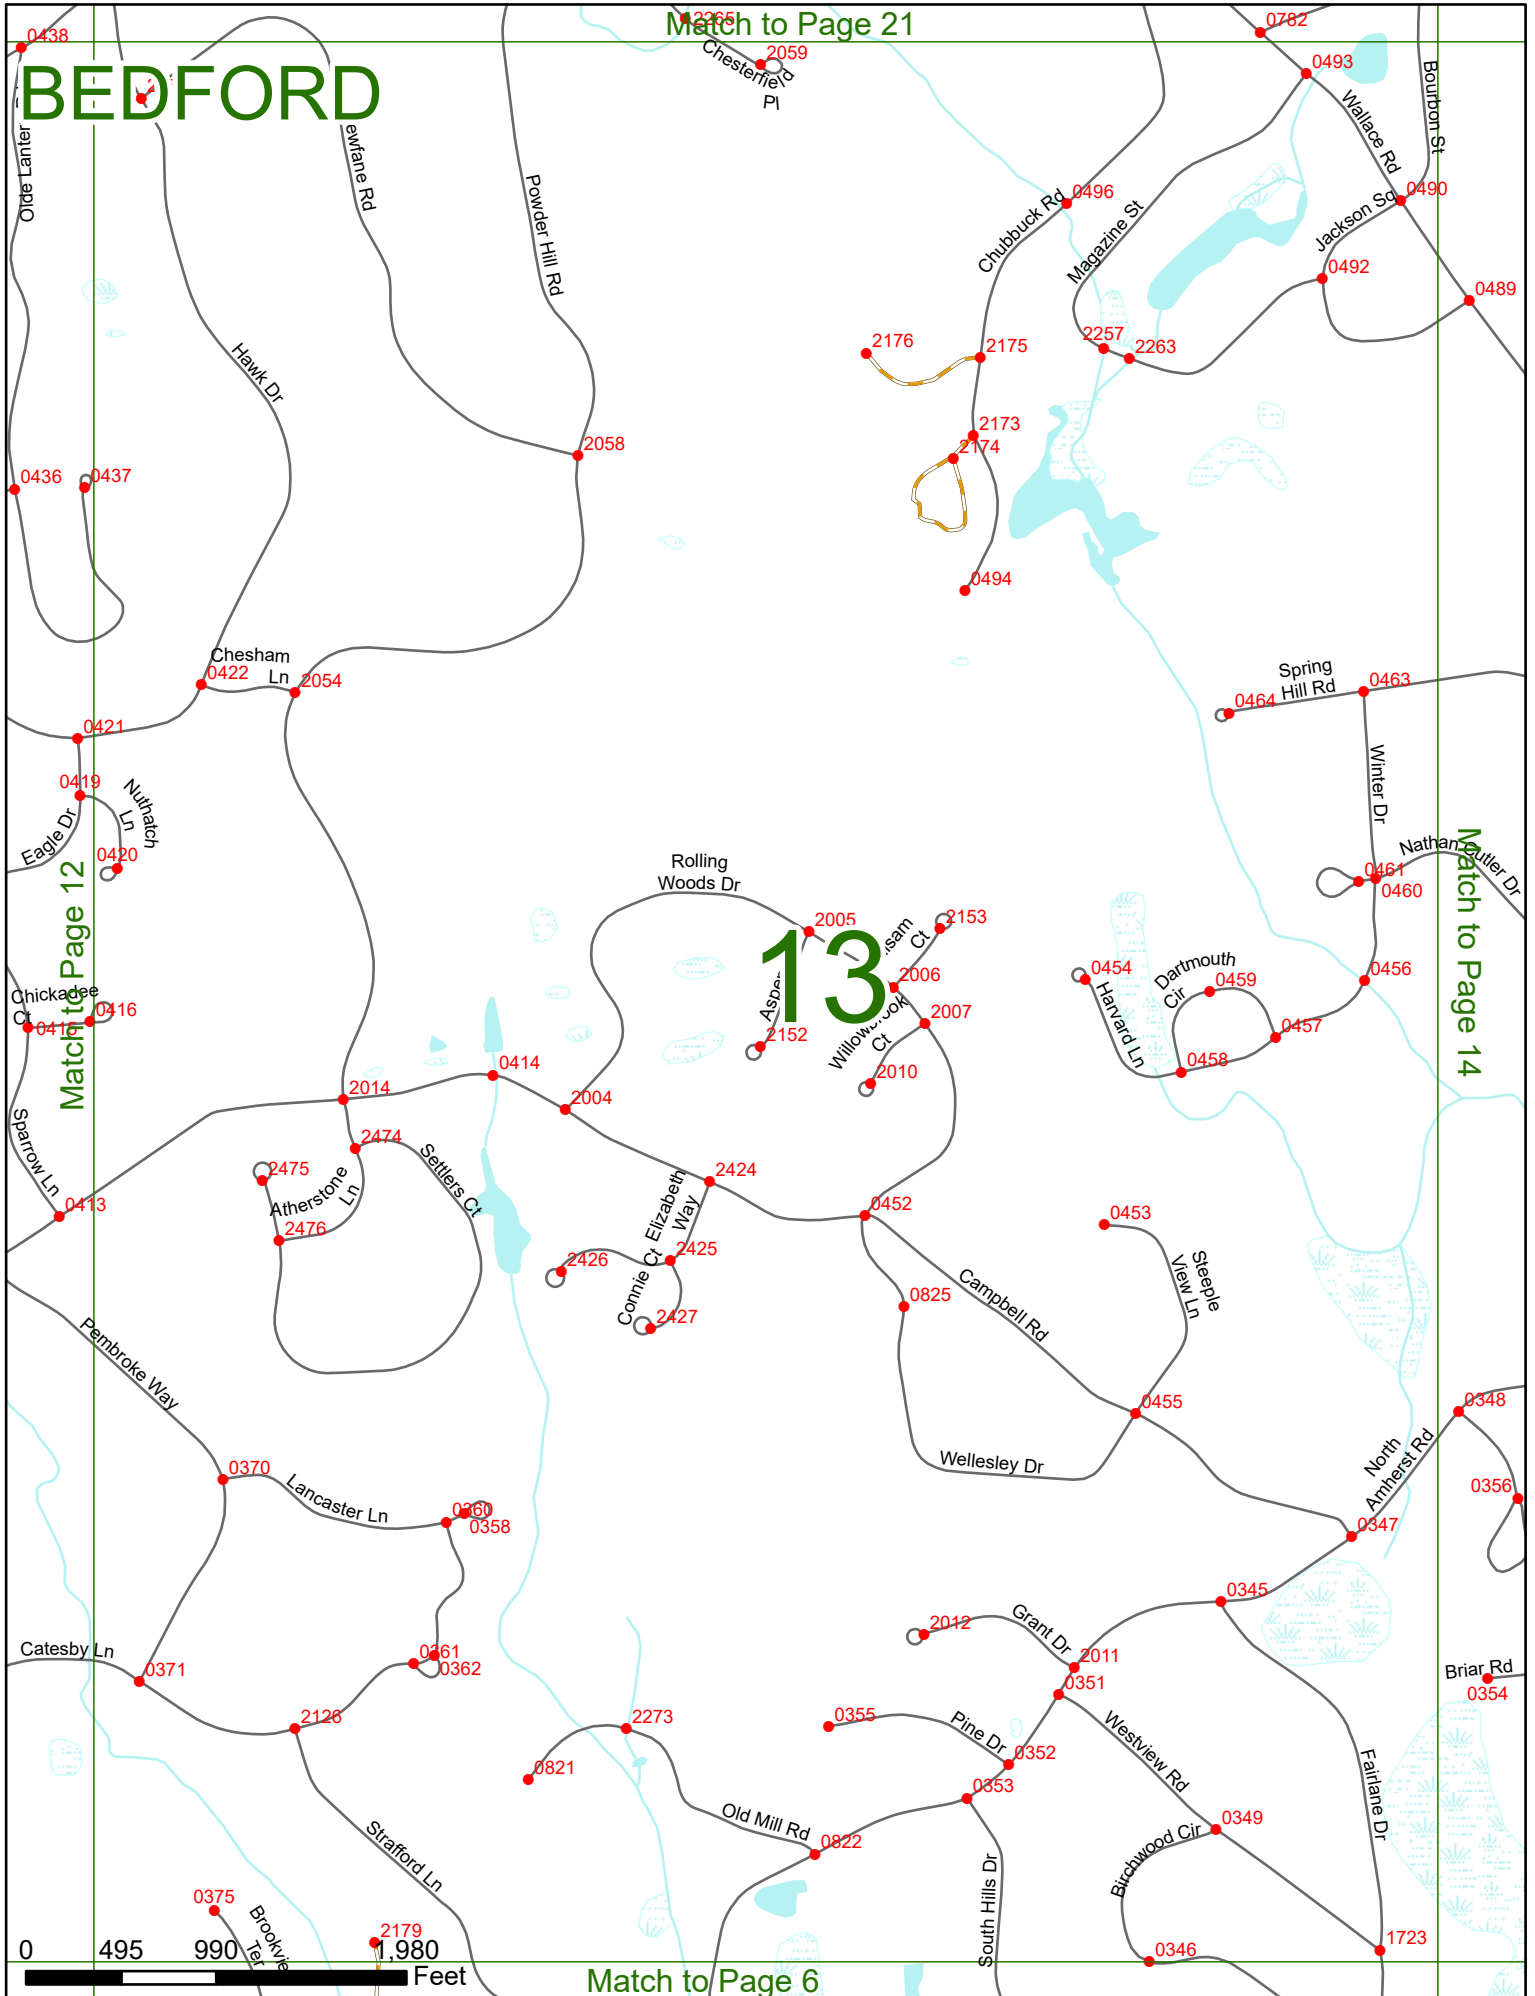 Match to Page 21
BEDFORD
0438
2265
2059
Chesterfield
Pl
0782
0493
Wallace Rd
Bourbon St
0490
Jackson Sq
0492
0489
Olde Lanter
ewfane Rd
Powder Hill Rd
0496
Chubbuck Rd
Magazine St
2257
2263
2176
2175
2173
2174
0494
Hawk Dr
2058
0436
0437
Chesham
Ln
0422
2054
0421
0419
Nuthatch
Ln
Eagle Dr
0420
Match to Page 12
Spring
Hill Rd
0463
0464
Winter Dr
Nathan Cutler Dr
0461
0460
Match to Page 14
Rolling
Woods Dr
2005
13
2153
Ct
2006
2007
Willowbrook
Ct
2010
2152
0454
Harvard Ln
Dartmouth
Cir
0459
0456
0457
0458
Chickadee
Ct
0415
0416
Sparrow Ln
0413
2014
0414
2004
2474
2475
Atherstone
Ln
2476
Settlers Ct
2424
Elizabeth
Way
2425
2426
Connie Ct
2427
0452
0453
Steeple
View Ln
0825
Campbell Rd
0455
Wellesley Dr
Pembroke Way
0370
Lancaster Ln
0360
0358
0348
North
Amherst Rd
0356
0347
0345
Catesby Ln
0371
0361
0362
2126
2012
Grant Dr
2011
0351
Briar Rd
0354
0355
Pine Dr
0352
0353
Westview Rd
Fairlane Dr
2273
0821
Old Mill Rd
0822
0349
Birchwood Cir
Strafford Ln
South Hills Dr
0375
Brookvie
Ter
2179
0346
1723
0 495 990 1,980
Feet
Match to Page 6